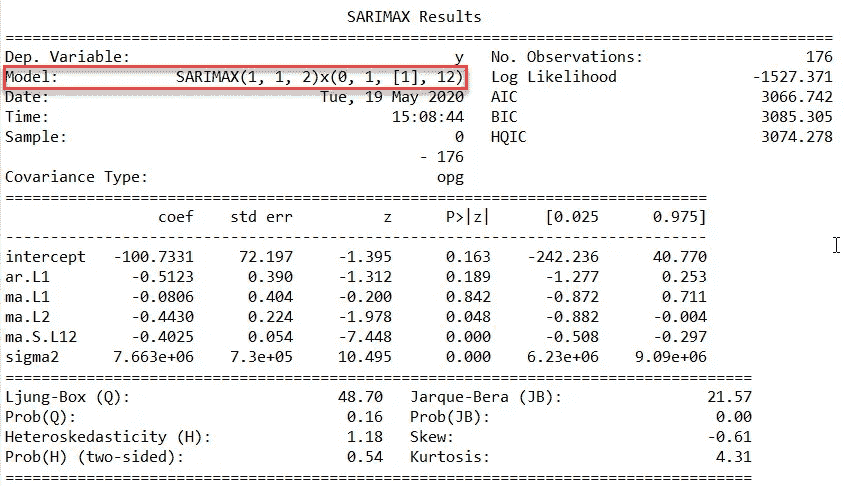 SARIMAX Results
==========================================================================================
Dep. Variable: y No. Observations: 176
Model: SARIMAX(1, 1, 2)x(0, 1, [1], 12) Log Likelihood -1527.371
Date: Tue, 19 May 2020 AIC 3066.742
Time: 15:08:44 BIC 3085.305
Sample: 0 HQIC 3074.278
- 176
Covariance Type: opg
==============================================================================
coef std err z P>|z| [0.025 0.975]
------------------------------------------------------------------------------
intercept -100.7331 72.197 -1.395 0.163 -242.236 40.770
ar.L1 -0.5123 0.390 -1.312 0.189 -1.277 0.253
ma.L1 -0.0806 0.404 -0.200 0.842 -0.872 0.711
ma.L2 -0.4430 0.224 -1.978 0.048 -0.882 -0.004
ma.S.L12 -0.4025 0.054 -7.448 0.000 -0.508 -0.297
sigma2 7.663e+06 7.3e+05 10.495 0.000 6.23e+06 9.09e+06
===================================================================================
Ljung-Box (Q): 48.70 Jarque-Bera (JB): 21.57
Prob(Q): 0.16 Prob(JB): 0.00
Heteroskedasticity (H): 1.18 Skew: -0.61
Prob(H) (two-sided): 0.54 Kurtosis: 4.31
===================================================================================